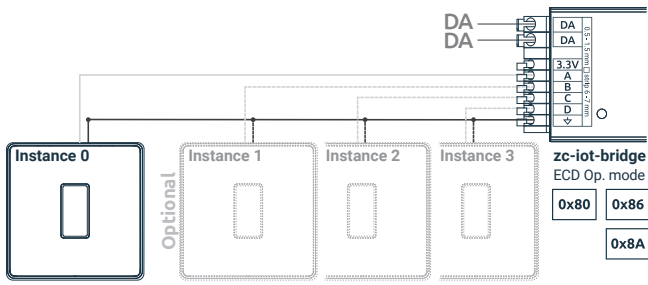 DA
DA
DA
DA
3.3V
A
B
C
D
0.5 - 1.5 mm
strip 6 - 7 mm
Instance 0
Optional
Instance 1
Instance 2
Instance 3
zc-iot-bridge
ECD Op. mode
0x80
0x86
0x8A